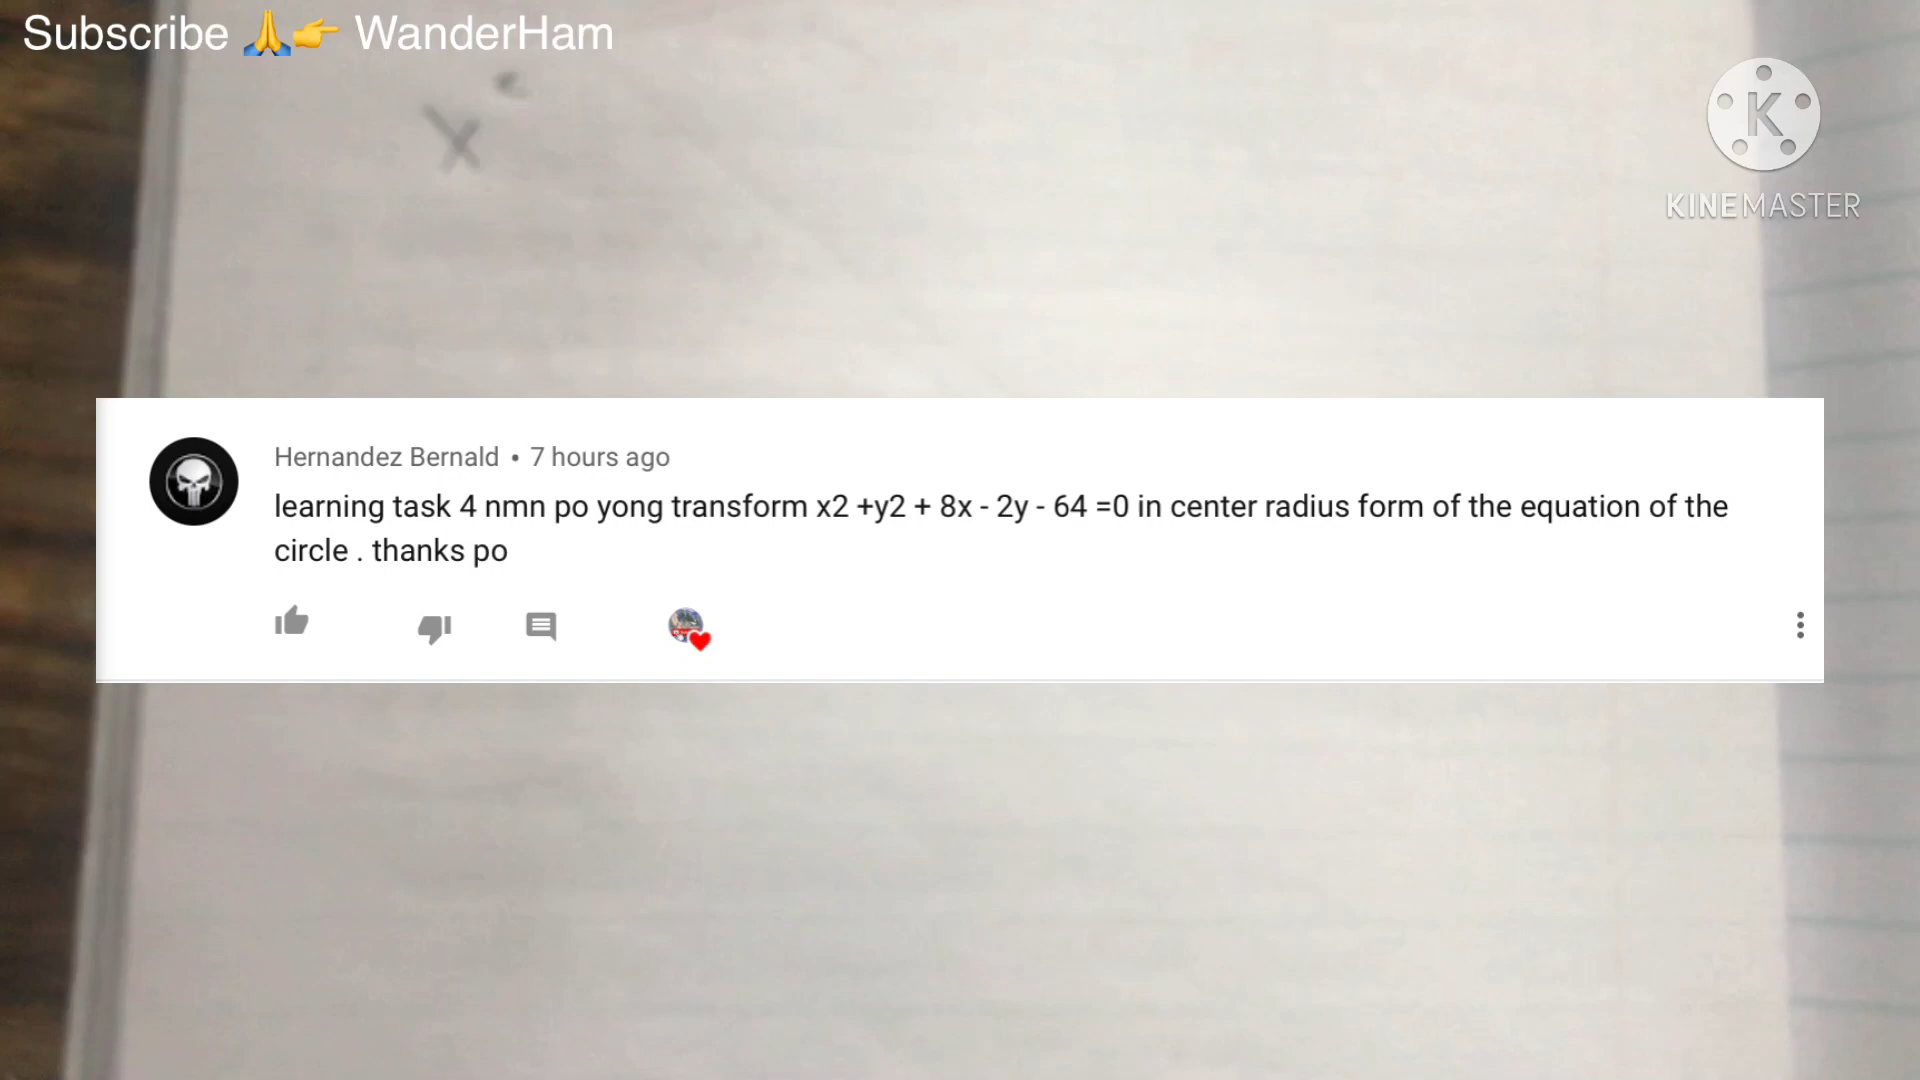 Subscribe 🙏👉 WanderHam
x
K
KINEMASTER
Hernandez Bernald • 7 hours ago
learning task 4 nmn po yong transform x2 +y2 + 8x - 2y - 64 =0 in center radius form of the equation of the
circle . thanks po